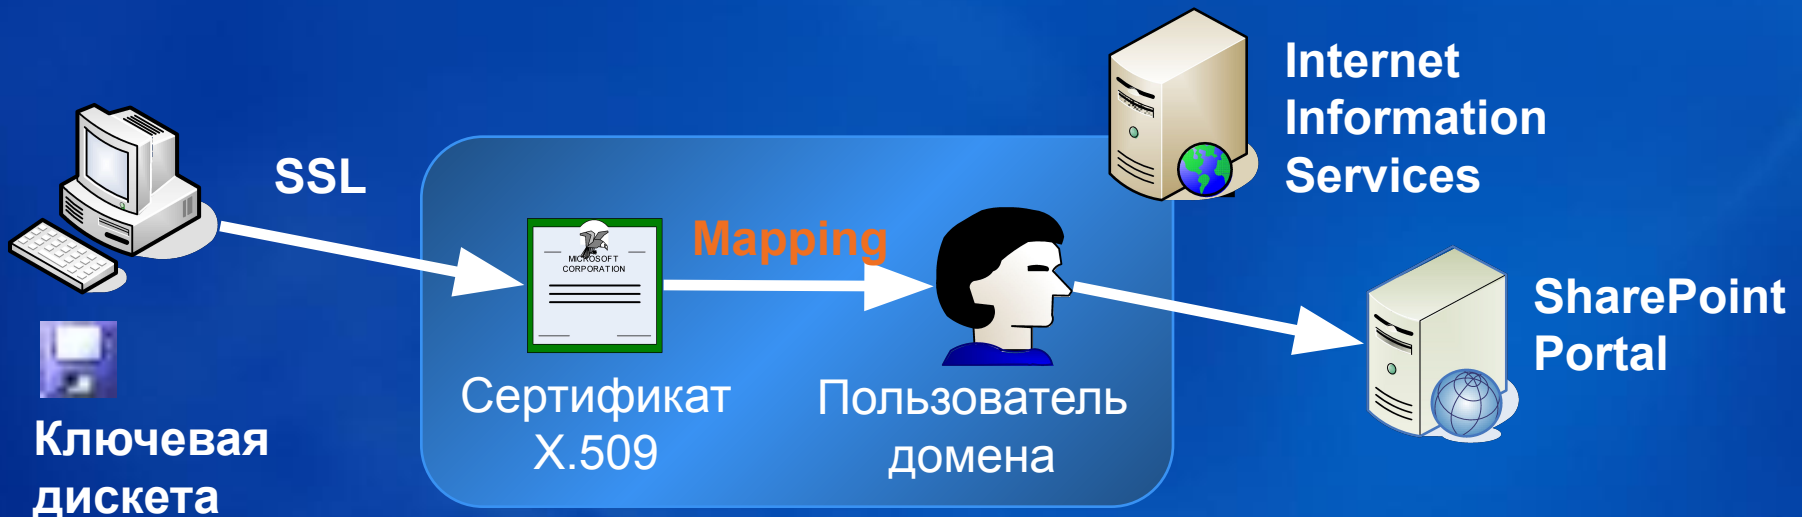 Internet
Information
Services
SSL
Mapping
MICROSOFT
CORPORATION
SharePoint
Portal
Сертификат
X.509
Пользователь
домена
Ключевая
дискета